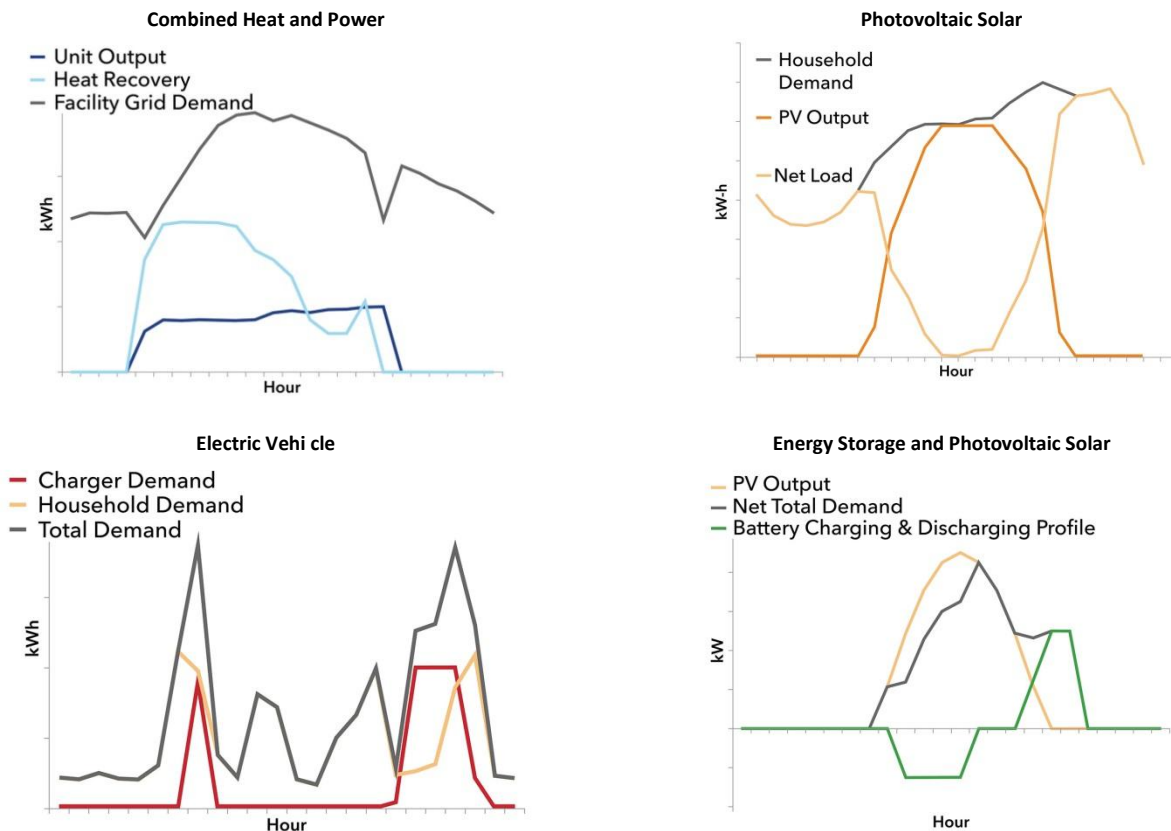 Combined Heat and Power
Unit Output
Heat Recovery
Facility Grid Demand
kWh
Hour
Photovoltaic Solar
Household
Demand
PV Output
Net Load
kW-h
Hour
Electric Vehi cle
Charger Demand
Household Demand
Total Demand
kWh
Hour
Energy Storage and Photovoltaic Solar
PV Output
Net Total Demand
Battery Charging & Discharging Profile
kW
Hour